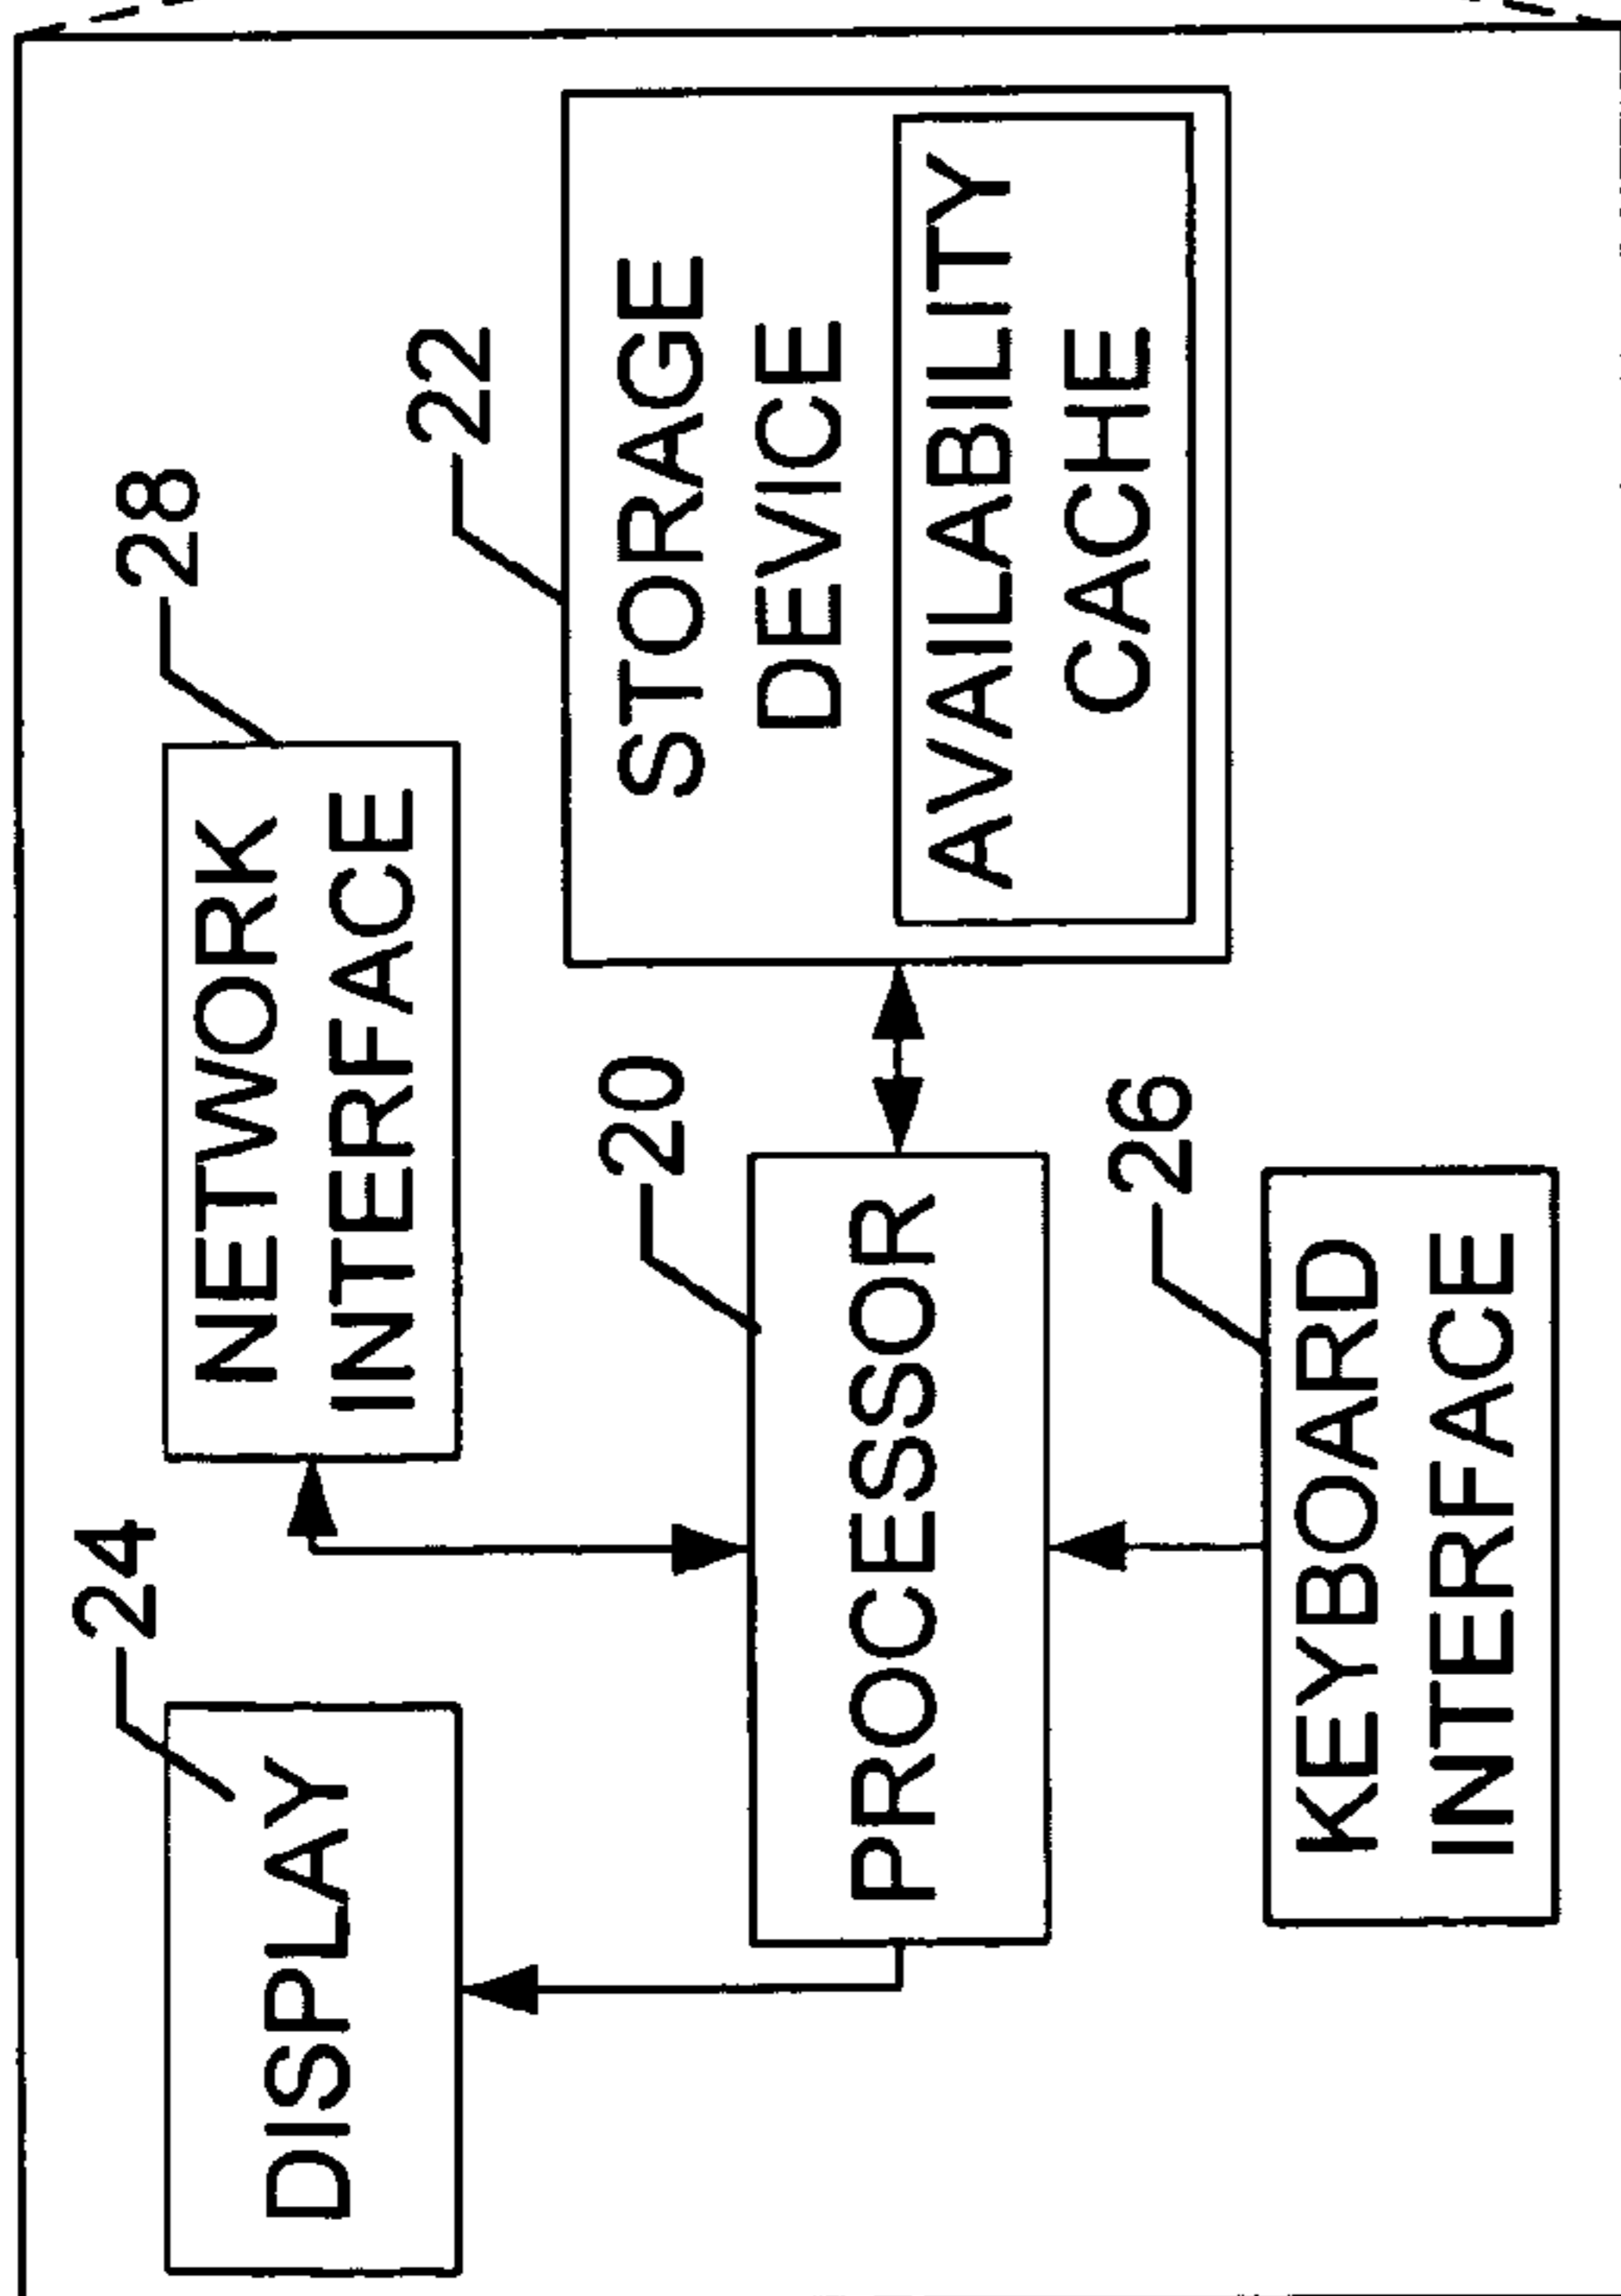 24
DISPLAY
28
NETWORK
INTERFACE
20
PROCESSOR
22
STORAGE
DEVICE
AVAILABILITY
CACHE
26
KEYBOARD
INTERFACE